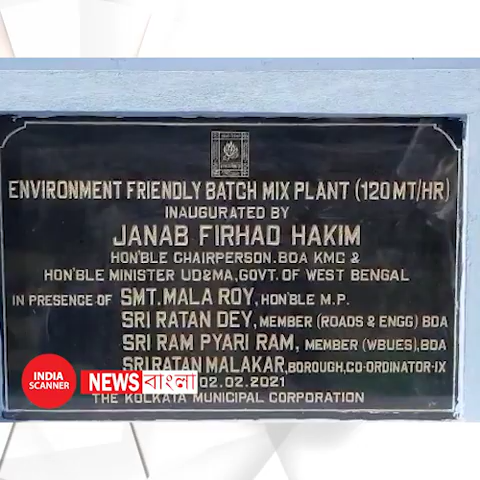 ENVIRONMENT FRIENDLY BATCH MIX PLANT (120MT/HR)
INAUGURATED BY
JANAB FIRHAD HAKIM
HON'BLE CHAIRPERSON.BOA KMC &
HON'BLE MINISTER UD&MA,GOVT.OF WEST BENGAL
IN PRESENCE OF SMT.MALA ROY, HON'BLE M.P.
SRI RATAN DEY, MEMBER (ROADS & ENGG) BOA
SRI RAM PYARI RAM, MEMBER (WBUES),BOA
SRI RATAN MALAKAR,BOROUGH,CO-ORDINATOR-IX
02.02.2021
THE KOLKATA MUNICIPAL CORPORATION
INDIA
SCANNER
NEWS বাংলা